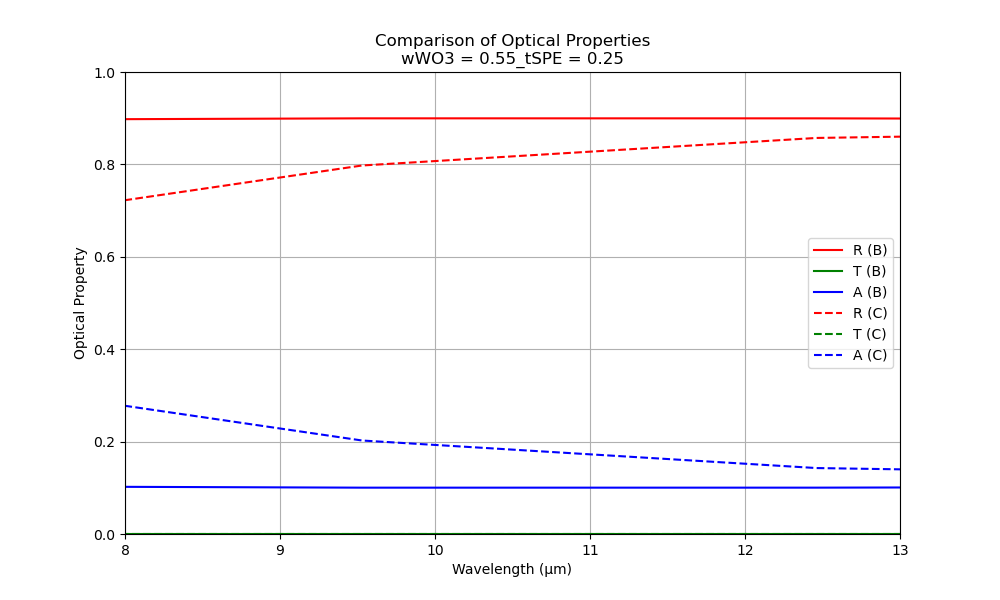 Comparison of Optical Properties
wWO3 = 0.55_tSPE = 0.25
1.0
0.8
0.6
0.4
0.2
0.0
Optical Property
R (B)
T (B)
A (B)
R (C)
T (C)
A (C)
8 9 10 11 12 13
Wavelength (μm)